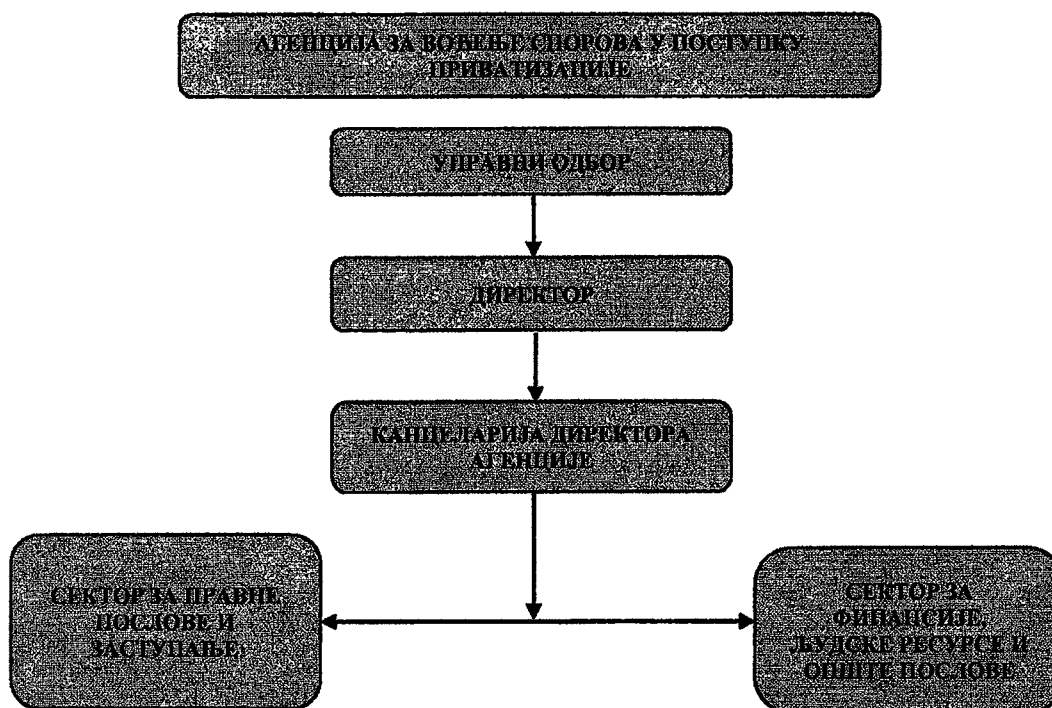 АГЕНЦИЈА ЗА ВОЂЕЊЕ СПОРОВА У ПОСТУПКУ
ПРИВАТИЗАЦИЈЕ
УПРАВНИ ОДБОР
ДИРЕКТОР
КАНЦЕЛАРИЈА ДИРЕКТОРА
АГЕНЦИЈЕ
СЕКТОР ЗА ПРАВНЕ
ПОСЛОВЕ И
ЗАСТУПАЊЕ
СЕКТОР ЗА
ФИНАНСИЈЕ,
ЉУДСКЕ РЕСУРСЕ И
ОПШТЕ ПОСЛОВЕ